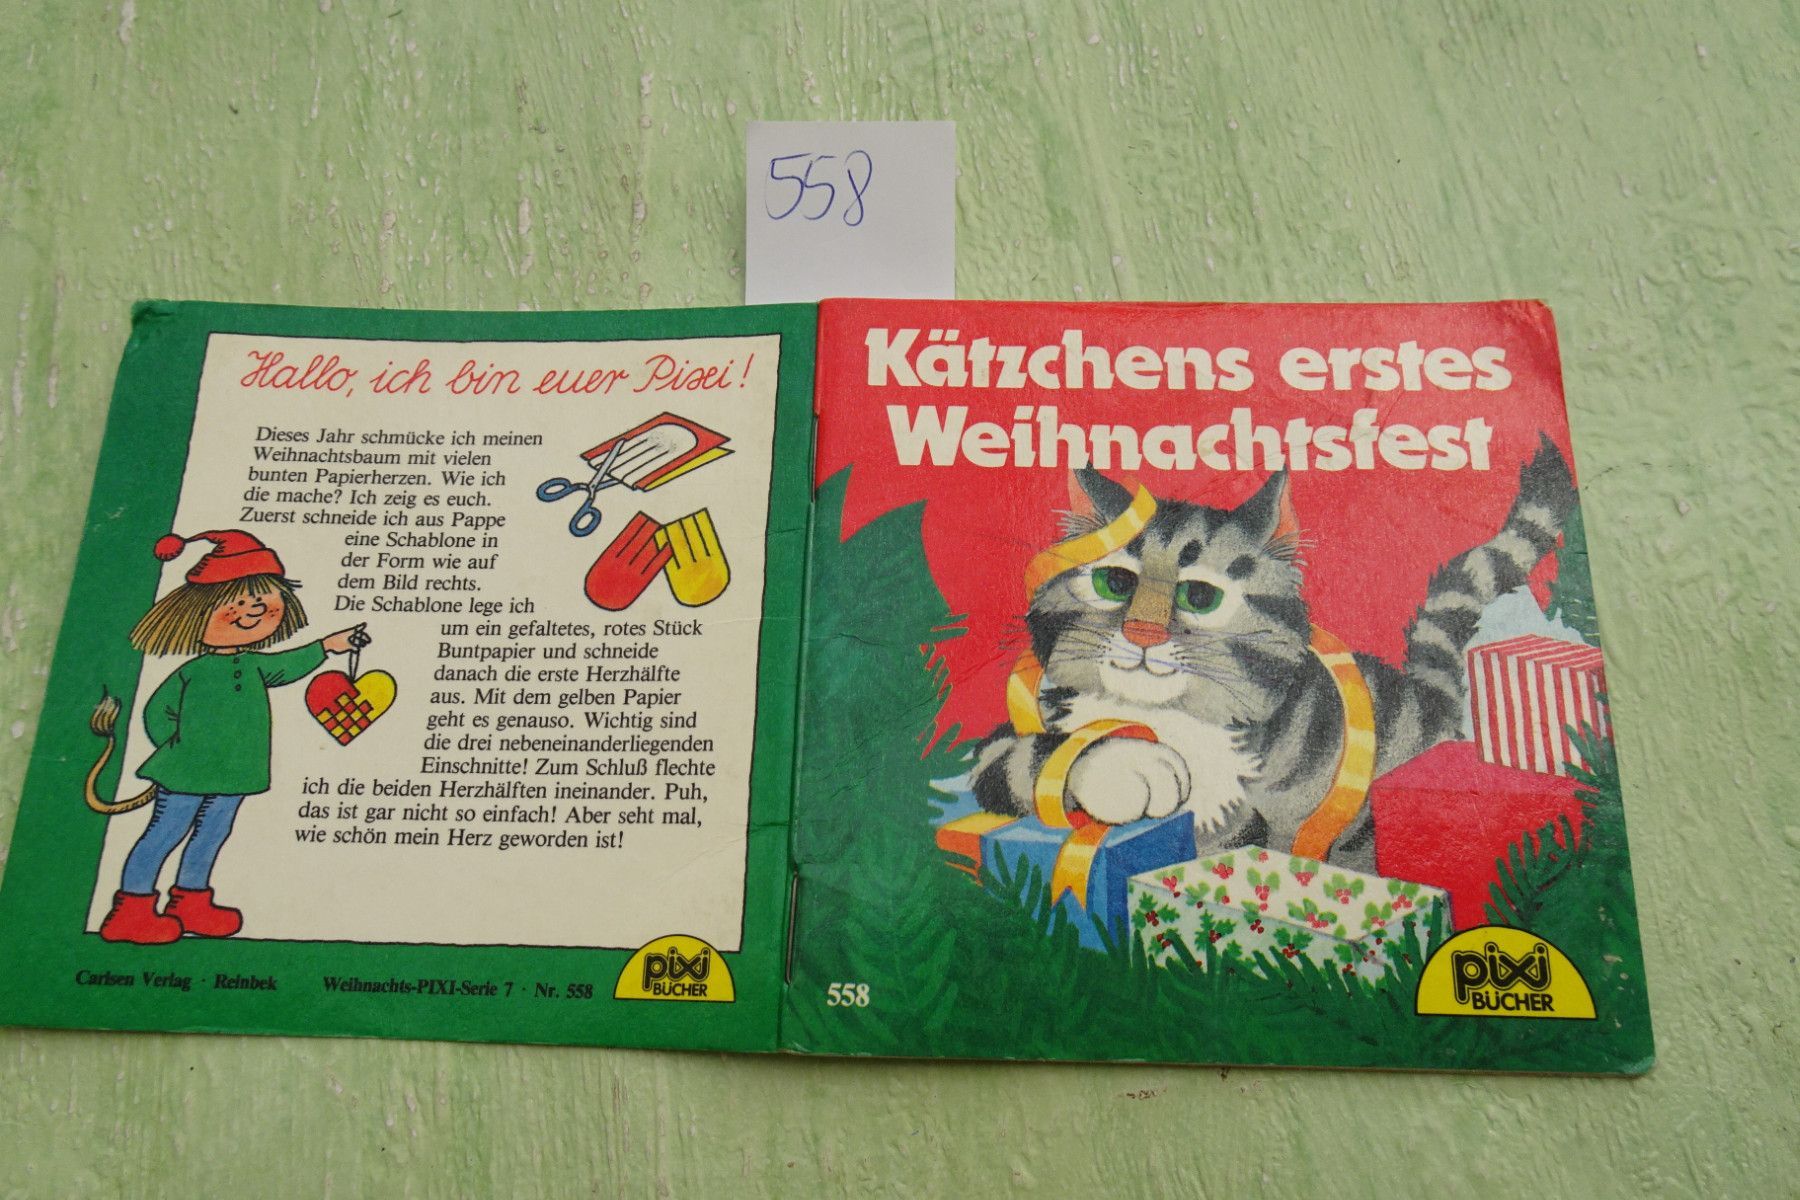 558
Hallo, ich bin euer Pixi!
Dieses Jahr schmücke ich meinen
Weihnachtsbaum mit vielen
bunten Papierherzen. Wie ich
die mache? Ich zeig es euch.
Zuerst schneide ich aus Pappe
eine Schablone in
der Form wie auf
dem Bild rechts.
Die Schablone lege ich
um ein gefaltetes, rotes Stück
Buntpapier und schneide
danach die erste Herzhälfte
aus. Mit dem gelben Papier
geht es genauso. Wichtig sind
die drei nebeneinanderliegenden
Einschnitte! Zum Schluß flechte
ich die beiden Herzhälften ineinander. Puh,
das ist gar nicht so einfach! Aber seht mal,
wie schön mein Herz geworden ist!
Carlsen Verlag · Reinbek Weihnachts-PIXI-Serie 7 · Nr. 558
pixi
BÜCHER
Kätzchens erstes
Weihnachtsfest
558
pixi
BÜCHER